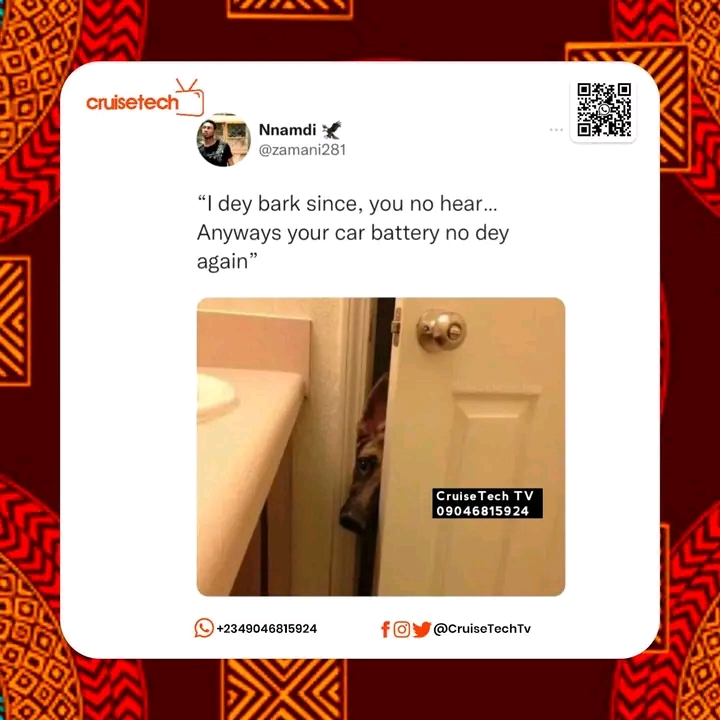 cruisetech
Nnamdi
@zamani281
“I dey bark since, you no hear...
Anyways your car battery no dey
again”
CruiseTech TV
09046815924
+2349046815924
@CruiseTechTv